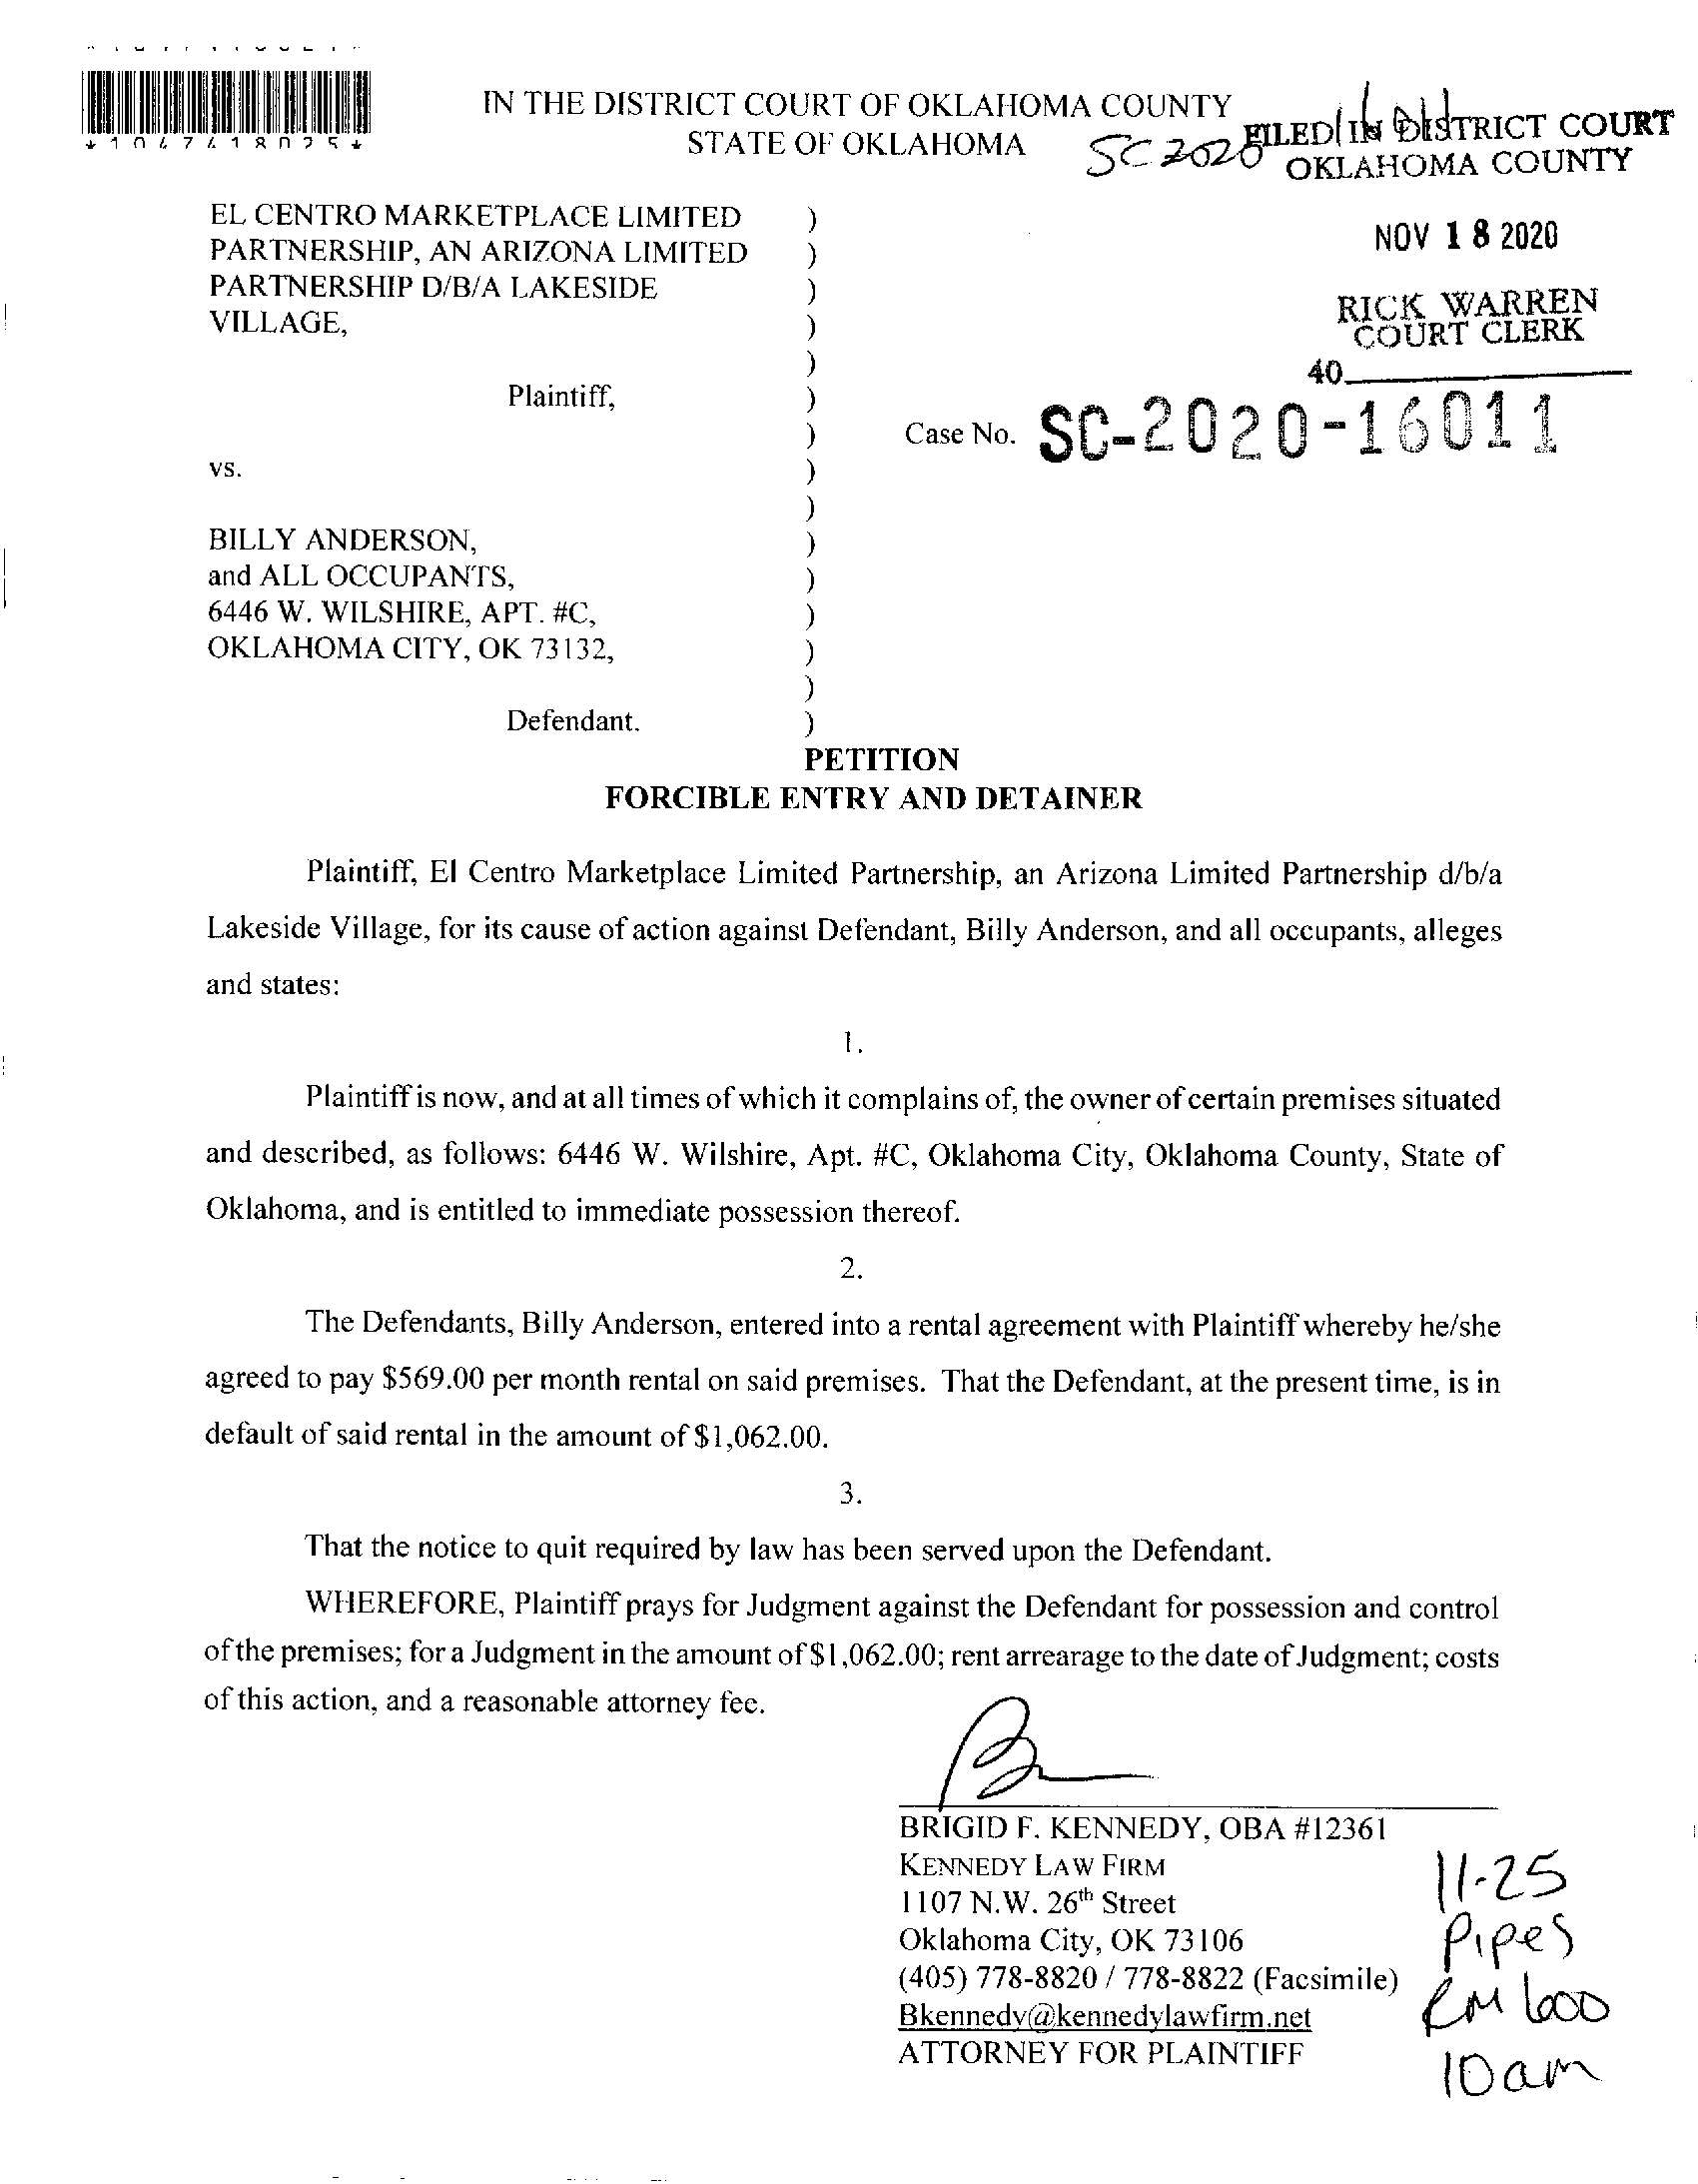 IN THE DISTRICT COURT OF OKLAHOMA COUNTY
STATE OF OKLAHOMA
SC 2020
FILED IN DISTRICT COURT
OKLAHOMA COUNTY
NOV 18 2020
RICK WARREN
COURT CLERK
40
EL CENTRO MARKETPLACE LIMITED )
PARTNERSHIP, AN ARIZONA LIMITED )
PARTNERSHIP D/B/A LAKESIDE )
VILLAGE, )
)
Plaintiff, )
) Case No. SC-2020-16011
vs. )
)
BILLY ANDERSON, )
and ALL OCCUPANTS, )
6446 W. WILSHIRE, APT. #C, )
OKLAHOMA CITY, OK 73132, )
)
Defendant. )
PETITION
FORCIBLE ENTRY AND DETAINER
Plaintiff, El Centro Marketplace Limited Partnership, an Arizona Limited Partnership d/b/a
Lakeside Village, for its cause of action against Defendant, Billy Anderson, and all occupants, alleges
and states:
1.
Plaintiff is now, and at all times of which it complains of, the owner of certain premises situated
and described, as follows: 6446 W. Wilshire, Apt. #C, Oklahoma City, Oklahoma County, State of
Oklahoma, and is entitled to immediate possession thereof.
2.
The Defendants, Billy Anderson, entered into a rental agreement with Plaintiff whereby he/she
agreed to pay $569.00 per month rental on said premises. That the Defendant, at the present time, is in
default of said rental in the amount of $1,062.00.
3.
That the notice to quit required by law has been served upon the Defendant.
WHEREFORE, Plaintiff prays for Judgment against the Defendant for possession and control
of the premises; for a Judgment in the amount of $1,062.00; rent arrearage to the date of Judgment; costs
of this action, and a reasonable attorney fee.
BRIGID F. KENNEDY, OBA #12361
KENNEDY LAW FIRM
1107 N.W. 26th Street
Oklahoma City, OK 73106
(405) 778-8820 / 778-8822 (Facsimile)
Bkennedy@kennedylawfirm.net
ATTORNEY FOR PLAINTIFF
11-25
Pipes
RM 600
10am